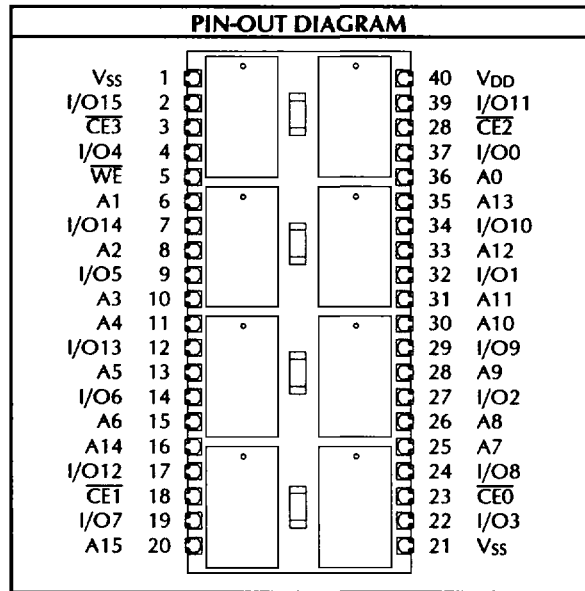 PIN-OUT DIAGRAM
VSS 1 40 VDD
I/O15 2 39 I/O11
CE3 3 28 CE2
I/O4 4 37 I/O0
WE 5 36 A0
A1 6 35 A13
I/O14 7 34 I/O10
A2 8 33 A12
I/O5 9 32 I/O1
A3 10 31 A11
A4 11 30 A10
I/O13 12 29 I/O9
A5 13 28 A9
I/O6 14 27 I/O2
A6 15 26 A8
A14 16 25 A7
I/O12 17 24 I/O8
CE1 18 23 CE0
I/O7 19 22 I/O3
A15 20 21 VSS